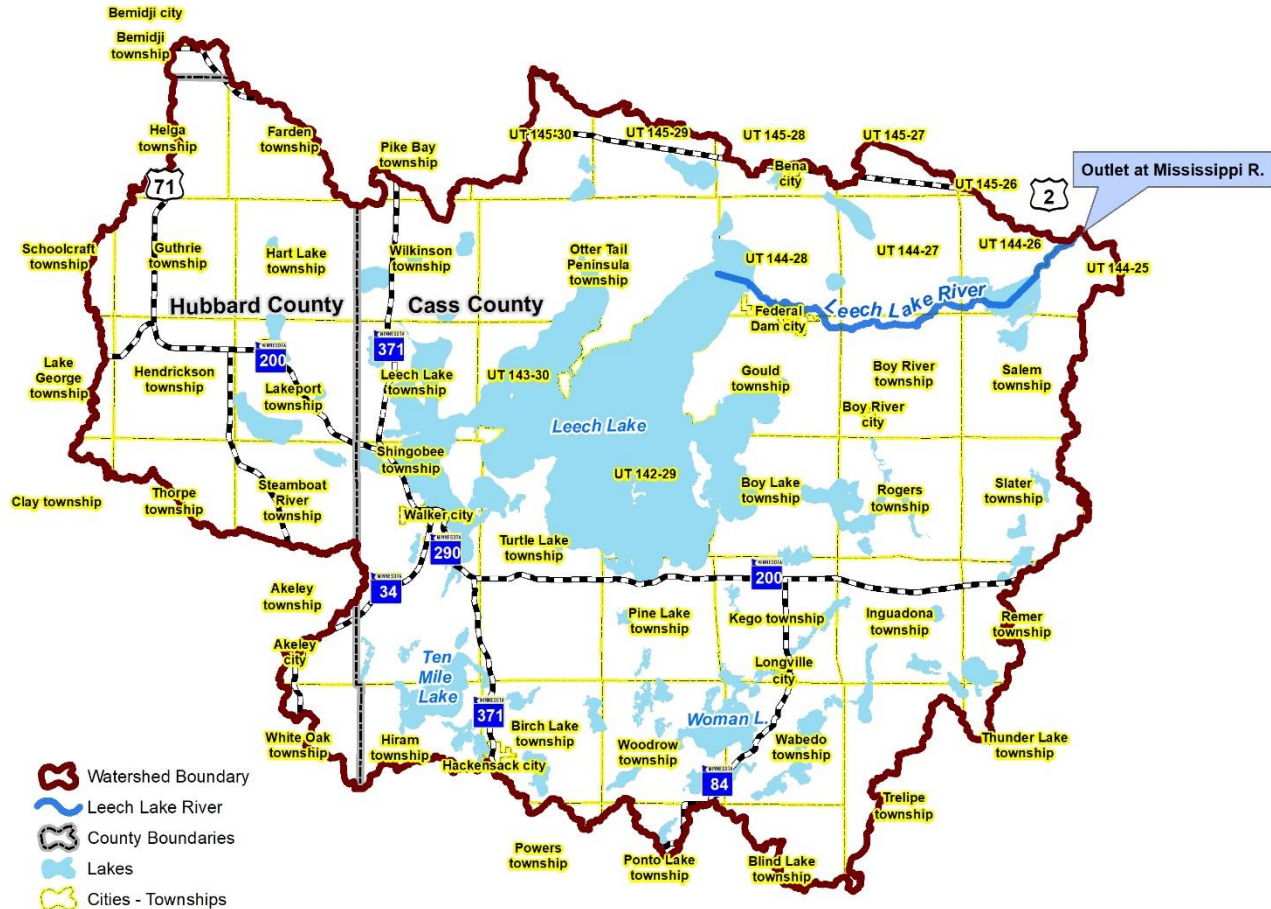 Bemidji city
Bemidji
township
Helga
township
Farden
township
Pike Bay
township
UT 145-30
UT 145-29
UT 145-28
Bena
city
UT 145-27
UT 145-26
2
Outlet at Mississippi R.
71
Schoolcraft
township
Guthrie
township
Hart Lake
township
Wilkinson
township
Otter Tail
Peninsula
township
UT 144-28
UT 144-27
UT 144-26
UT 144-25
Hubbard County
Cass County
Federal
Dam city
Leech Lake River
Lake
George
township
Hendrickson
township
MINNESOTA
200
Lakeport
township
MINNESOTA
371
Leech Lake
township
UT 143-30
Gould
township
Boy River
township
Salem
township
Boy River
city
Leech Lake
Shingobee
township
UT 142-29
Clay township
Thorpe
township
Steamboat
River
township
Boy Lake
township
Rogers
township
Slater
township
Walker city
MINNESOTA
290
Turtle Lake
township
MINNESOTA
200
MINNESOTA
34
Akeley
township
Pine Lake
township
Kego township
Inguadona
township
Remer
township
Akeley
city
Ten
Mile
Lake
Longville
city
MINNESOTA
371
Birch Lake
township
Woman L.
White Oak
township
Hiram
township
Hackensack city
Woodrow
township
Wabedo
township
Thunder Lake
township
MINNESOTA
84
Trelipe
township
Powers
township
Ponto Lake
township
Blind Lake
township
Watershed Boundary
Leech Lake River
County Boundaries
Lakes
Cities - Townships